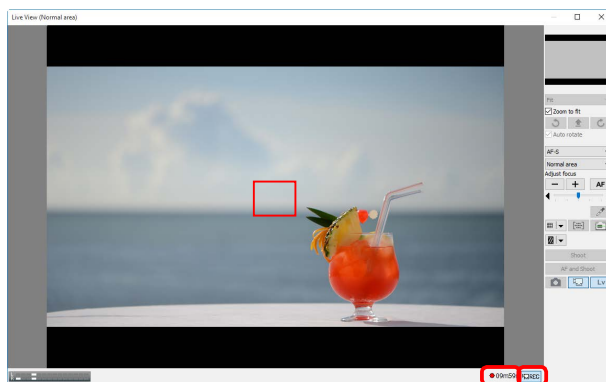 Live View (Normal area)
Fit
Zoom to fit
Auto rotate
AF-S
Normal area
Adjust focus
AF
Shoot
AF and Shoot
Lv
09m59
REC